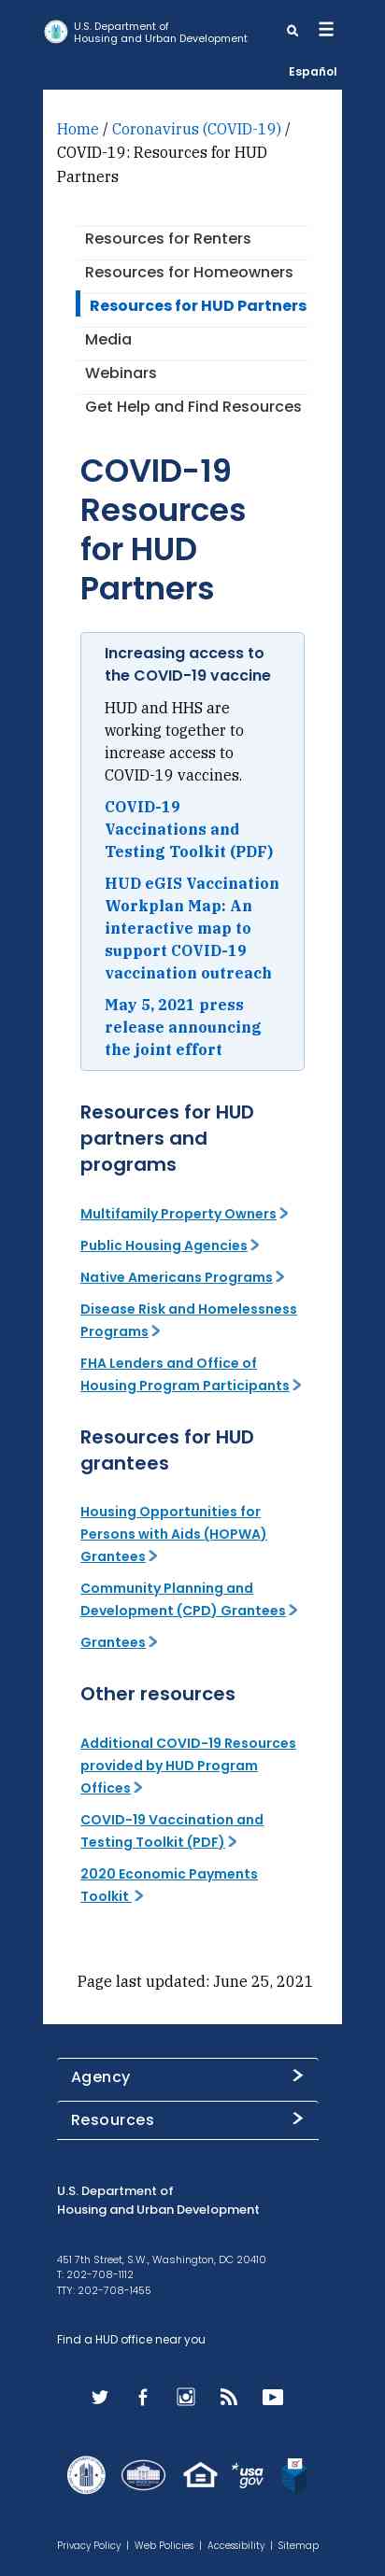 U.S. Department of
Housing and Urban Development
Español
Home / Coronavirus (COVID-19) /
COVID-19: Resources for HUD
Partners
Resources for Renters
Resources for Homeowners
Resources for HUD Partners
Media
Webinars
Get Help and Find Resources
COVID-19
Resources
for HUD
Partners
Increasing access to
the COVID-19 vaccine
HUD and HHS are
working together to
increase access to
COVID-19 vaccines.
COVID-19
Vaccinations and
Testing Toolkit (PDF)
HUD eGIS Vaccination
Workplan Map: An
interactive map to
support COVID-19
vaccination outreach
May 5, 2021 press
release announcing
the joint effort
Resources for HUD
partners and
programs
Multifamily Property Owners
Public Housing Agencies
Native Americans Programs
Disease Risk and Homelessness
Programs
FHA Lenders and Office of
Housing Program Participants
Resources for HUD
grantees
Housing Opportunities for
Persons with Aids (HOPWA)
Grantees
Community Planning and
Development (CPD) Grantees
Grantees
Other resources
Additional COVID-19 Resources
provided by HUD Program
Offices
COVID-19 Vaccination and
Testing Toolkit (PDF)
2020 Economic Payments
Toolkit
Page last updated: June 25, 2021
Agency
Resources
U.S. Department of
Housing and Urban Development
451 7th Street, S.W., Washington, DC 20410
T: 202-708-1112
TTY: 202-708-1455
Find a HUD office near you
usa
gov
Privacy Policy | Web Policies | Accessibility | Sitemap